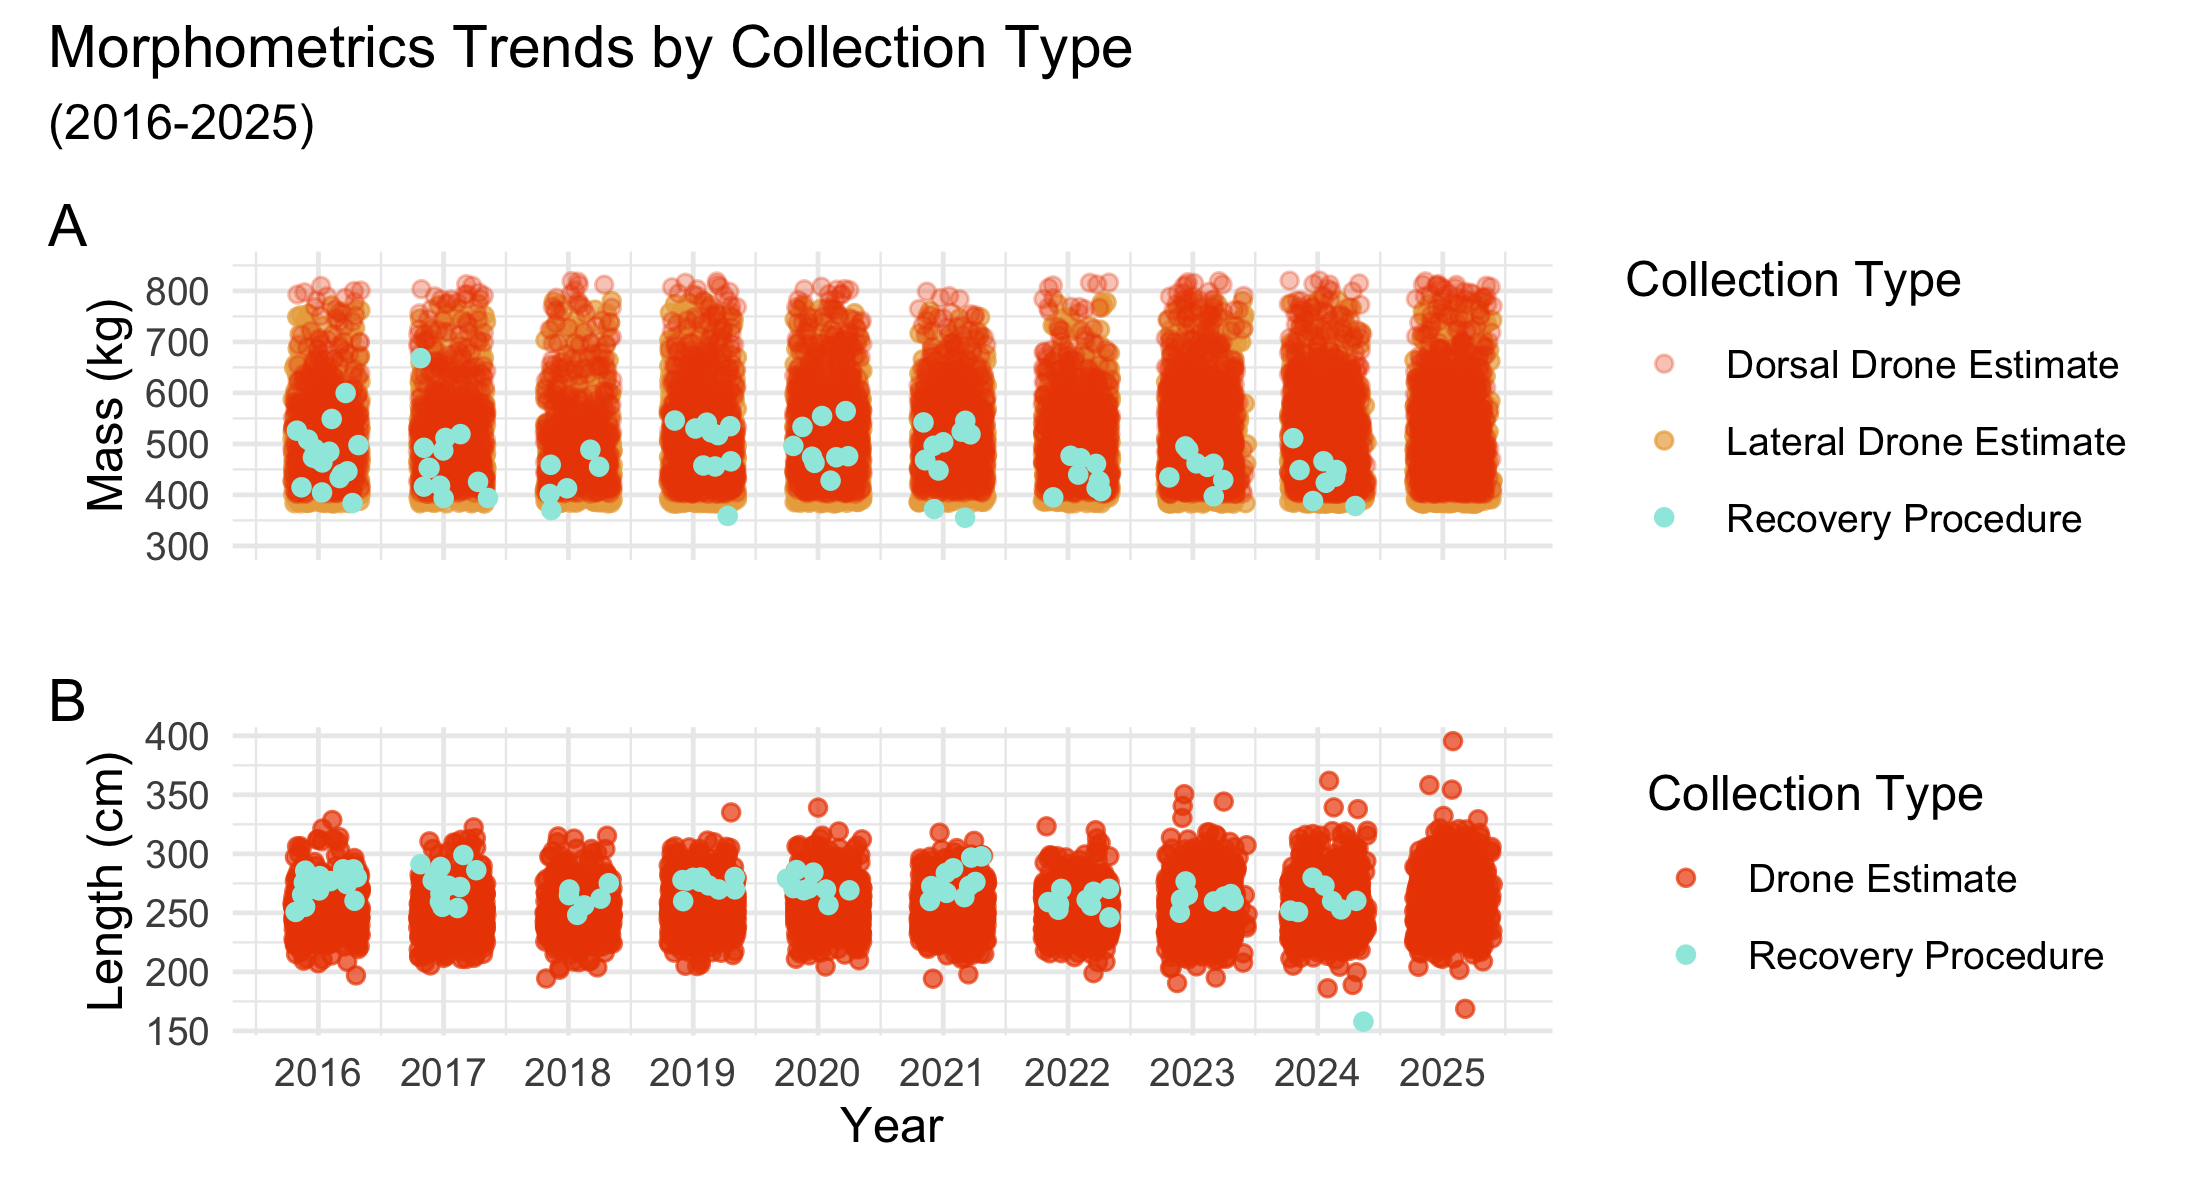 Morphometrics Trends by Collection Type
(2016-2025)
A
Mass (kg)
800
700
600
500
400
300
Collection Type
Dorsal Drone Estimate
Lateral Drone Estimate
Recovery Procedure
B
Length (cm)
400
350
300
250
200
150
2016 2017 2018 2019 2020 2021 2022 2023 2024 2025
Year
Collection Type
Drone Estimate
Recovery Procedure